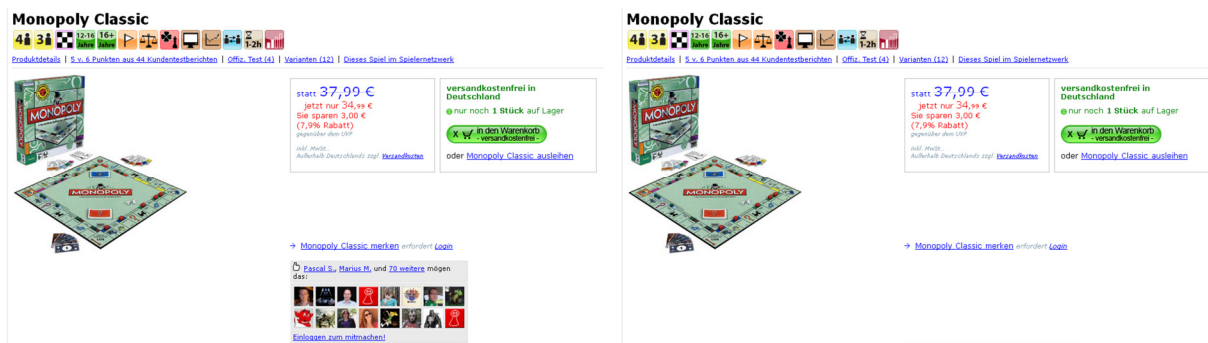 Monopoly Classic
4 3 12-16 Jahre 16+ Jahre 1-2h
Produktdetails | 5 v. 6 Punkten aus 44 Kundentestberichten | Offiz. Test (4) | Varianten (12) | Dieses Spiel im Spielernetzwerk
MONOPOLY
MONOPOLY
statt 37,99 €
jetzt nur 34,99 €
Sie sparen 3,00 €
(7,9% Rabatt)
gegenüber dem UVP
inkl. MwSt.,
Außerhalb Deutschlands zzgl. Versandkosten
versandkostenfrei in
Deutschland
nur noch 1 Stück auf Lager
X in den Warenkorb
- versandkostenfrei -
oder Monopoly Classic ausleihen
→ Monopoly Classic merken erfordert Login
Pascal S., Marius M. und 70 weitere mögen
das:
Einloggen zum mitmachen!
Monopoly Classic
4 3 12-16 Jahre 16+ Jahre 1-2h
Produktdetails | 5 v. 6 Punkten aus 44 Kundentestberichten | Offiz. Test (4) | Varianten (12) | Dieses Spiel im Spielernetzwerk
MONOPOLY
MONOPOLY
statt 37,99 €
jetzt nur 34,99 €
Sie sparen 3,00 €
(7,9% Rabatt)
gegenüber dem UVP
inkl. MwSt.,
Außerhalb Deutschlands zzgl. Versandkosten
versandkostenfrei in
Deutschland
nur noch 1 Stück auf Lager
X in den Warenkorb
- versandkostenfrei -
oder Monopoly Classic ausleihen
→ Monopoly Classic merken erfordert Login